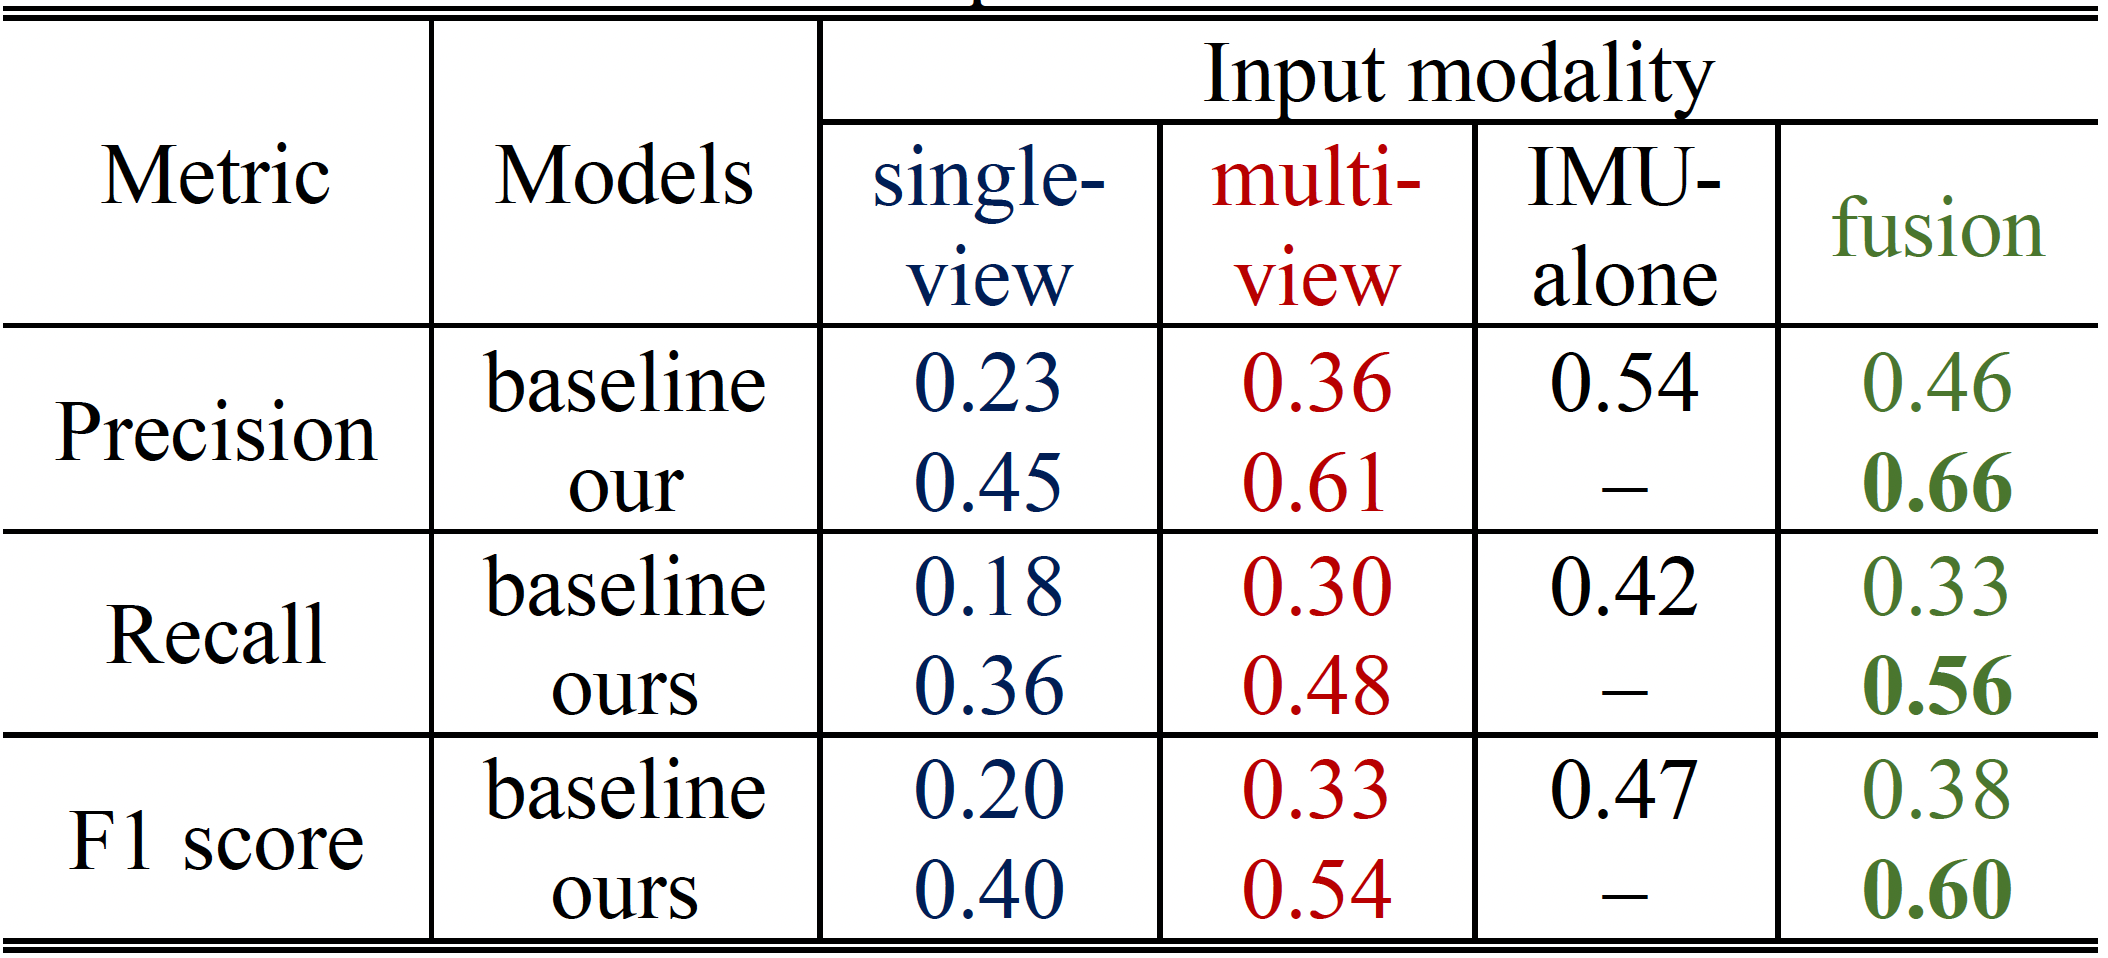 Input modality
Metric Models single- multi- IMU- fusion
view view alone
Precision baseline 0.23 0.36 0.54 0.46
our 0.45 0.61 – 0.66
Recall baseline 0.18 0.30 0.42 0.33
ours 0.36 0.48 – 0.56
F1 score baseline 0.20 0.33 0.47 0.38
ours 0.40 0.54 – 0.60